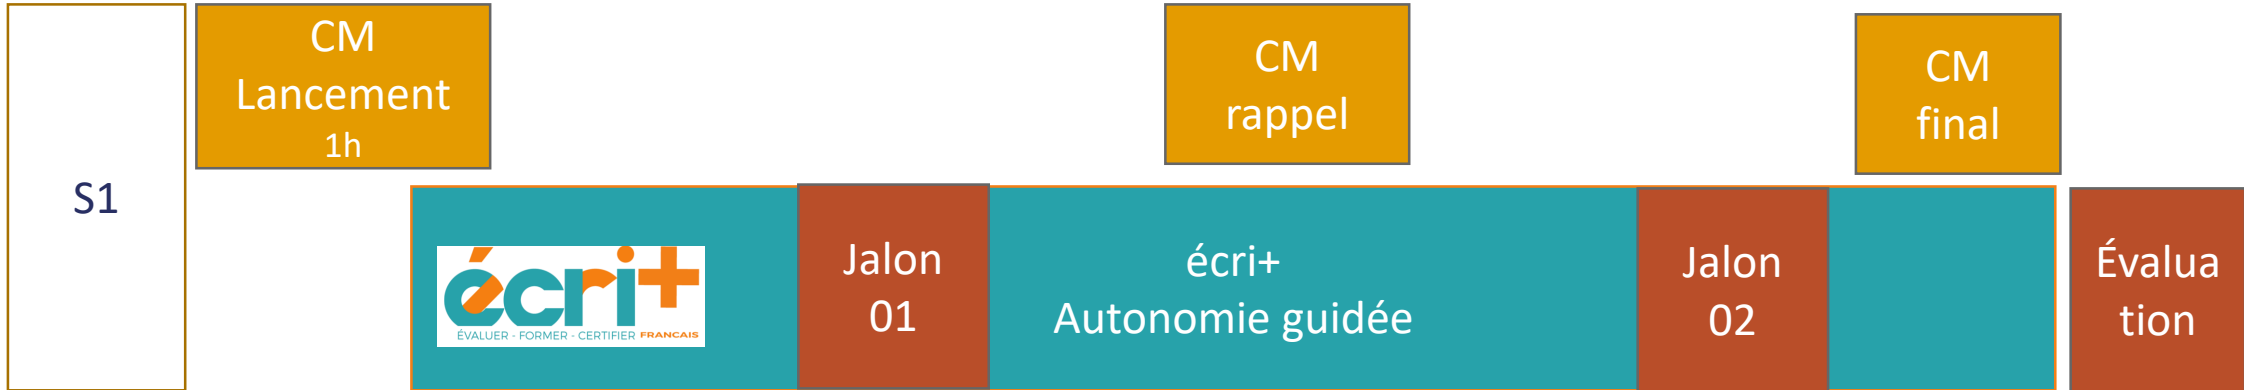 S1
CM
Lancement
1h
CM
rappel
CM
final
écri+
ÉVALUER - FORMER - CERTIFIER FRANCAIS
Jalon
01
écri+
Autonomie guidée
Jalon
02
Évalua
tion